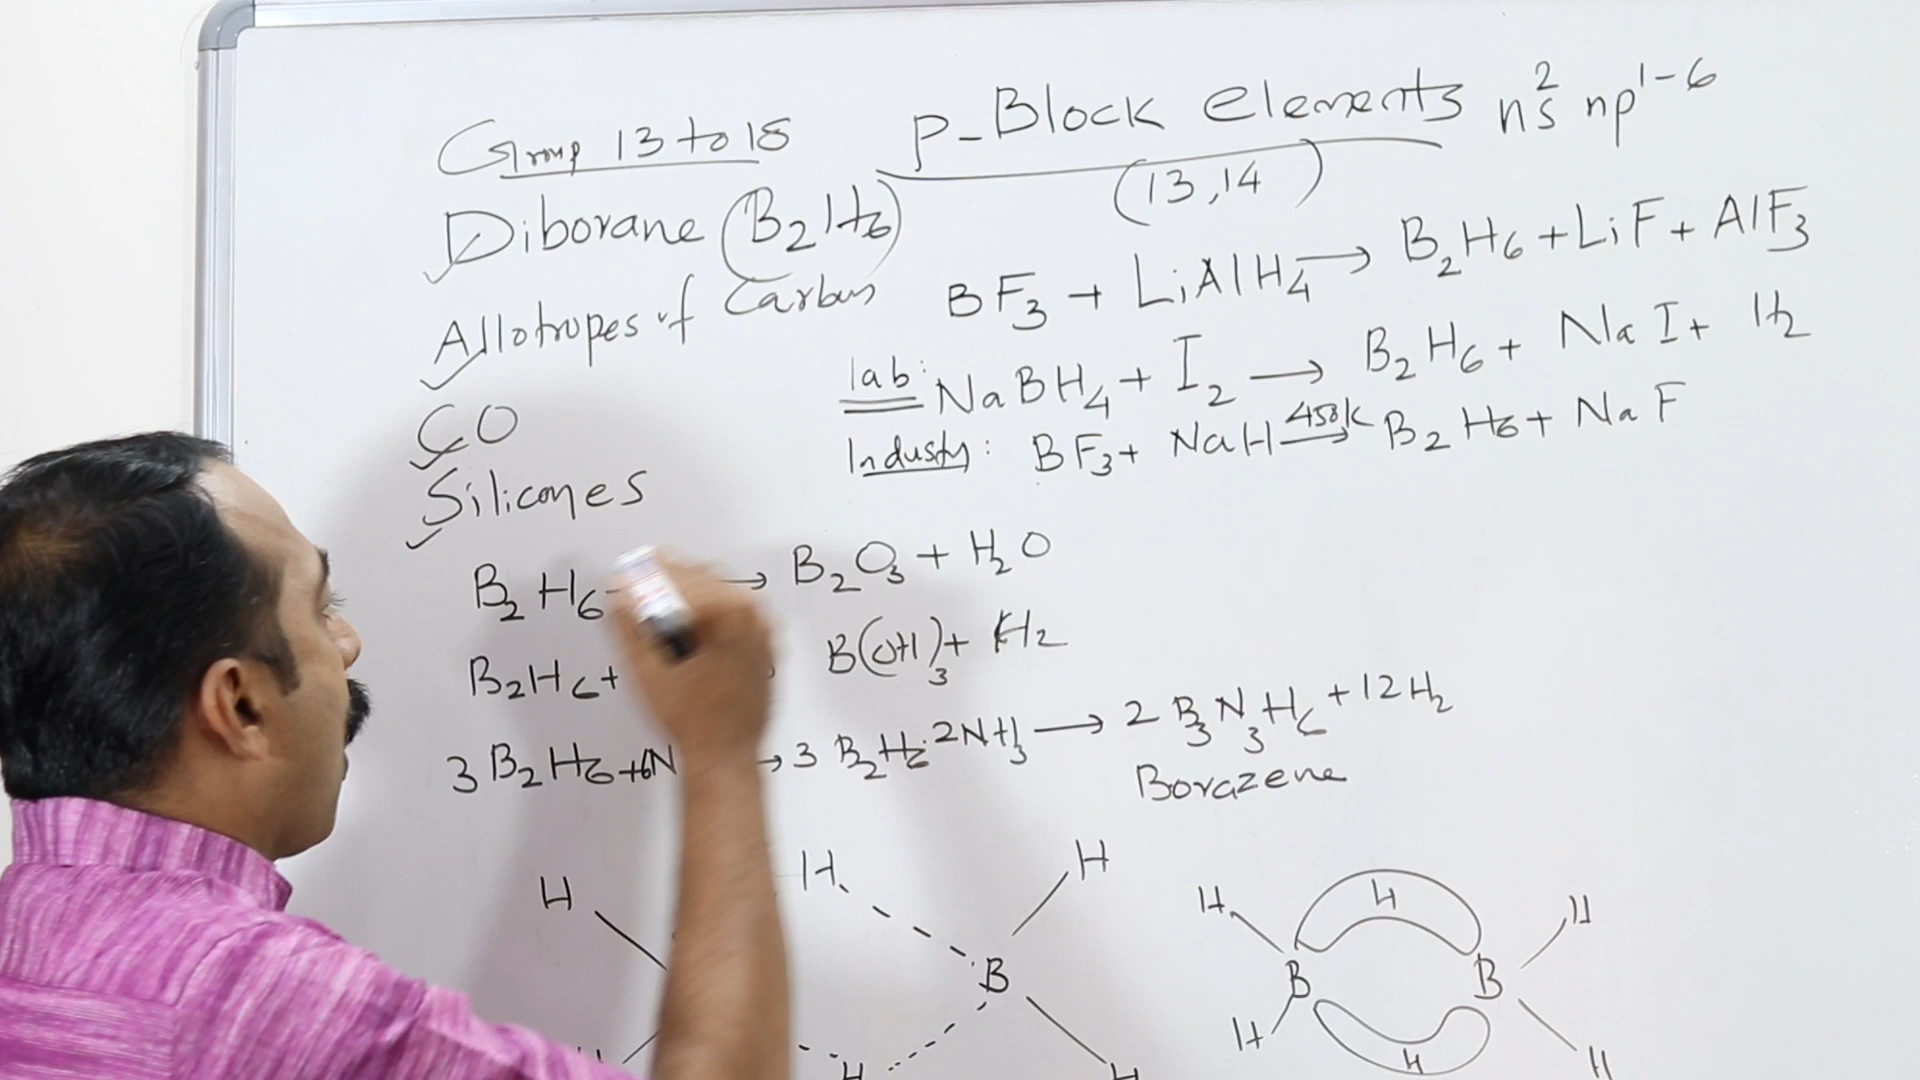 Group 13 to 18
p-Block elements ns² np¹⁻⁶
(13,14)
Diborane (B₂H₆)
Allotropes of Carbon
CO
Silicones
BF₃ + LiAlH₄ → B₂H₆ + LiF + AlF₃
lab: NaBH₄ + I₂ → B₂H₆ + NaI + H₂
Industry: BF₃ + NaH 450K → B₂H₆ + NaF
B₂H₆ → B₂O₃ + H₂O
B₂H₆ + B(OH)₃ + H₂
3 B₂H₆ + 6N → 3 B₂H₆·2NH₃ → 2 B₃N₃H₆ + 12H₂
Borazene
H H H
B
H H H
H H H
B B
H H H